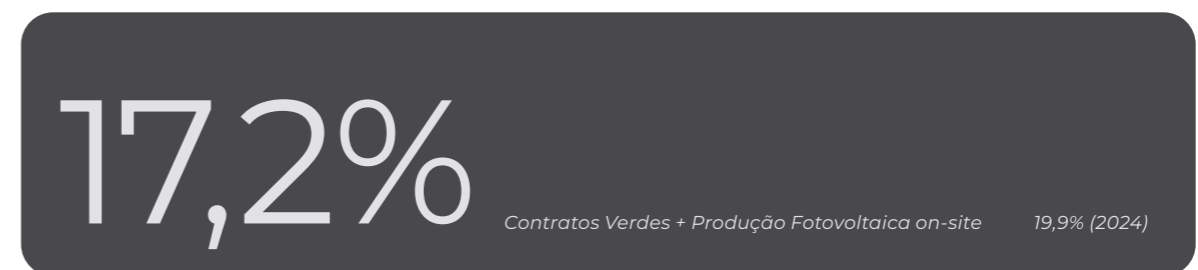 17,2% Contratos Verdes + Produção Fotovoltaica on-site 19,9% (2024)